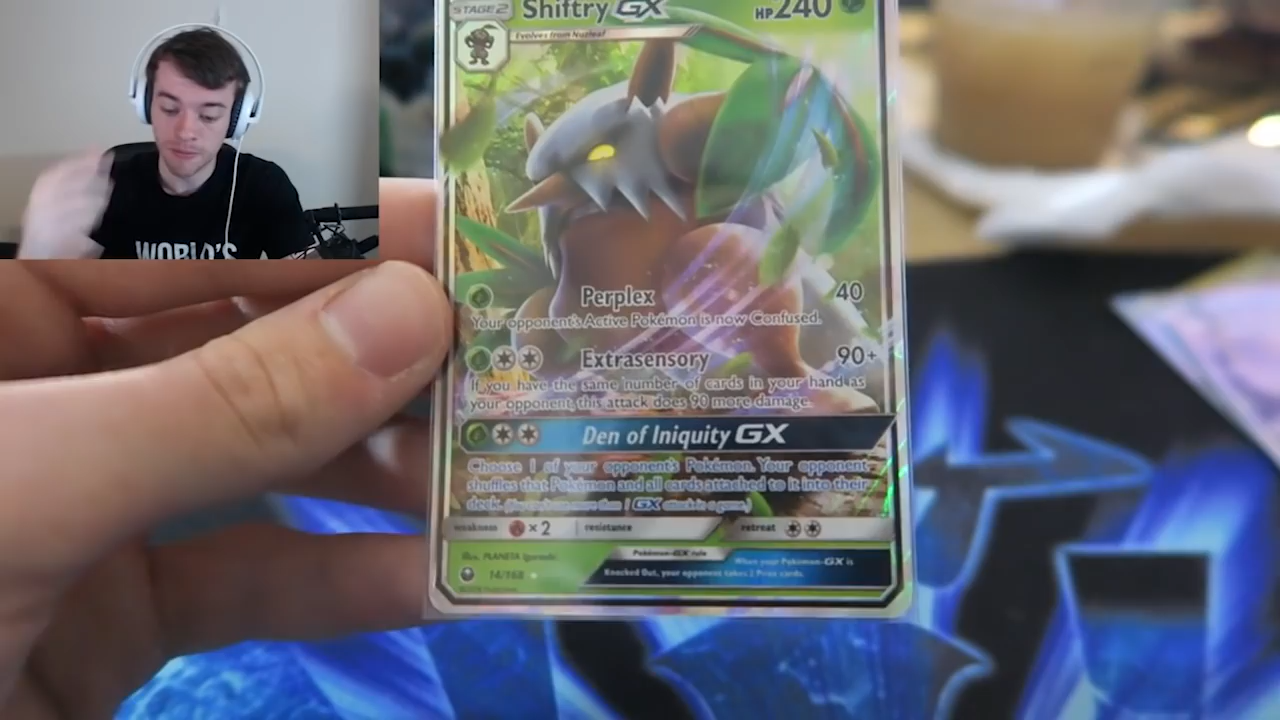 STAGE 2 Shiftry GX HP240
Evolves from Nuzleaf
WORLD'S
Perplex 40
Your opponent's Active Pokémon is now Confused.
Extrasensory 90+
If you have the same number of cards in your hand as
your opponent, this attack does 90 more damage.
Den of Iniquity GX
Choose 1 of your opponent's Pokémon. Your opponent
shuffles that Pokémon and all cards attached to it into their
deck. (You can't use more than 1 GX attack in a game.)
weakness ×2 resistance retreat
Illus. PLANETA Igarashi
Pokémon-GX rule
When your Pokémon-GX is
14/168
Knocked Out, your opponent takes 2 Prize cards.